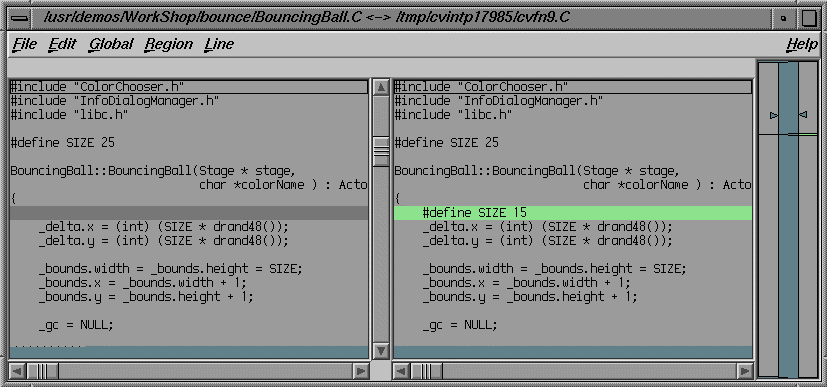 /usr/demos/WorkShop/bounce/BouncingBall.C <-> /tmp/cvintp17985/cvfn9.C
File Edit Global Region Line Help
#include "ColorChooser.h"
#include "InfoDialogManager.h"
#include "libc.h"
#define SIZE 25
BouncingBall::BouncingBall(Stage * stage,
char *colorName ) : Acto
{
_delta.x = (int) (SIZE * drand48());
_delta.y = (int) (SIZE * drand48());
_bounds.width = _bounds.height = SIZE;
_bounds.x = _bounds.width + 1;
_bounds.y = _bounds.height + 1;
_gc = NULL;
#include "ColorChooser.h"
#include "InfoDialogManager.h"
#include "libc.h"
#define SIZE 25
BouncingBall::BouncingBall(Stage * stage,
char *colorName ) : Acto
{
#define SIZE 15
_delta.x = (int) (SIZE * drand48());
_delta.y = (int) (SIZE * drand48());
_bounds.width = _bounds.height = SIZE;
_bounds.x = _bounds.width + 1;
_bounds.y = _bounds.height + 1;
_gc = NULL;